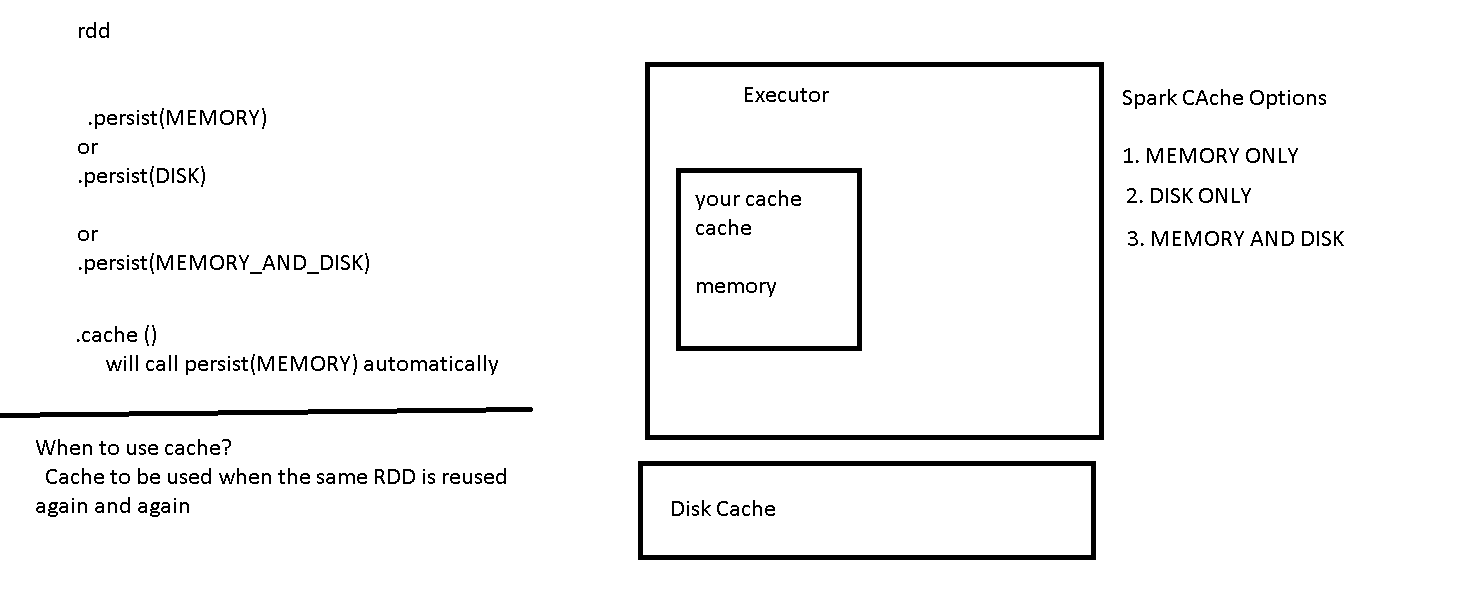 rdd
.persist(MEMORY)
or
.persist(DISK)
or
.persist(MEMORY_AND_DISK)
.cache ()
will call persist(MEMORY) automatically
When to use cache?
Cache to be used when the same RDD is reused
again and again
Executor
your cache
cache
memory
Disk Cache
Spark CAche Options
1. MEMORY ONLY
2. DISK ONLY
3. MEMORY AND DISK